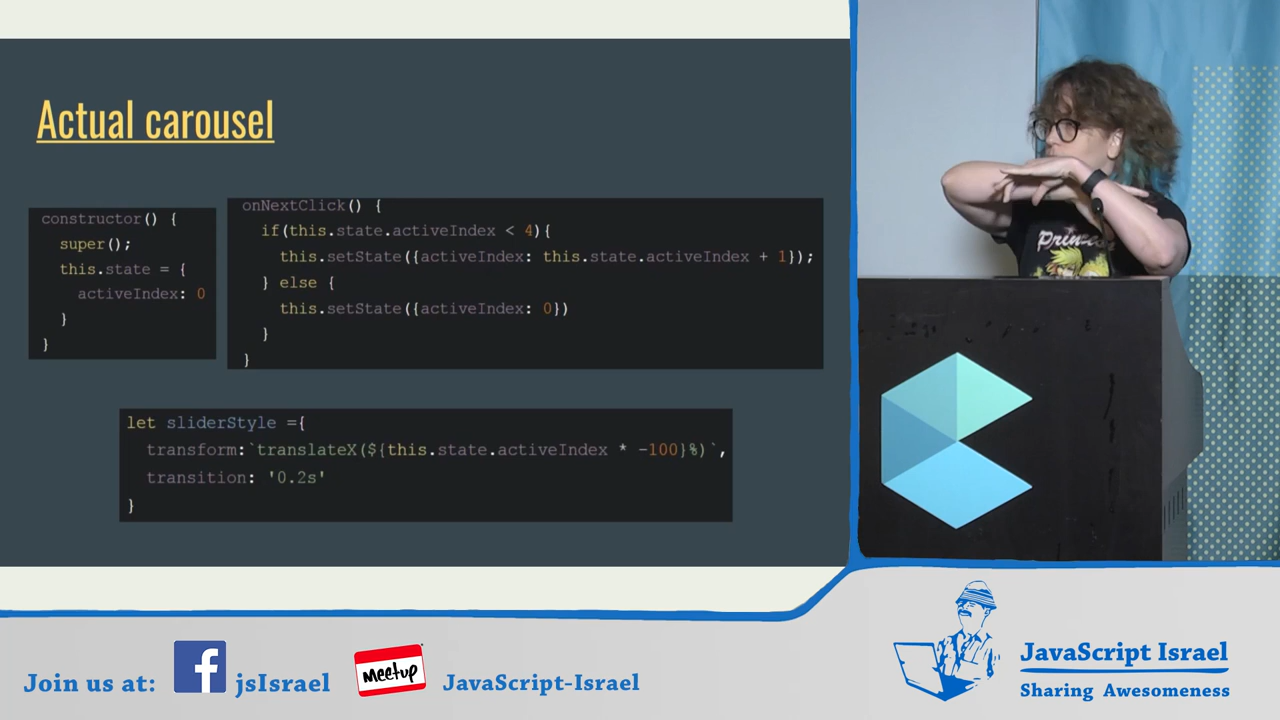 Actual carousel
constructor() {
super();
this.state = {
activeIndex: 0
}
}
onNextClick() {
if(this.state.activeIndex < 4){
this.setState({activeIndex: this.state.activeIndex + 1});
} else {
this.setState({activeIndex: 0})
}
}
let sliderStyle ={
transform:`translateX(${this.state.activeIndex * -100}%)`,
transition: '0.2s'
}
Join us at:
f
jsIsrael
meetup
JavaScript-Israel
JavaScript Israel
Sharing Awesomeness